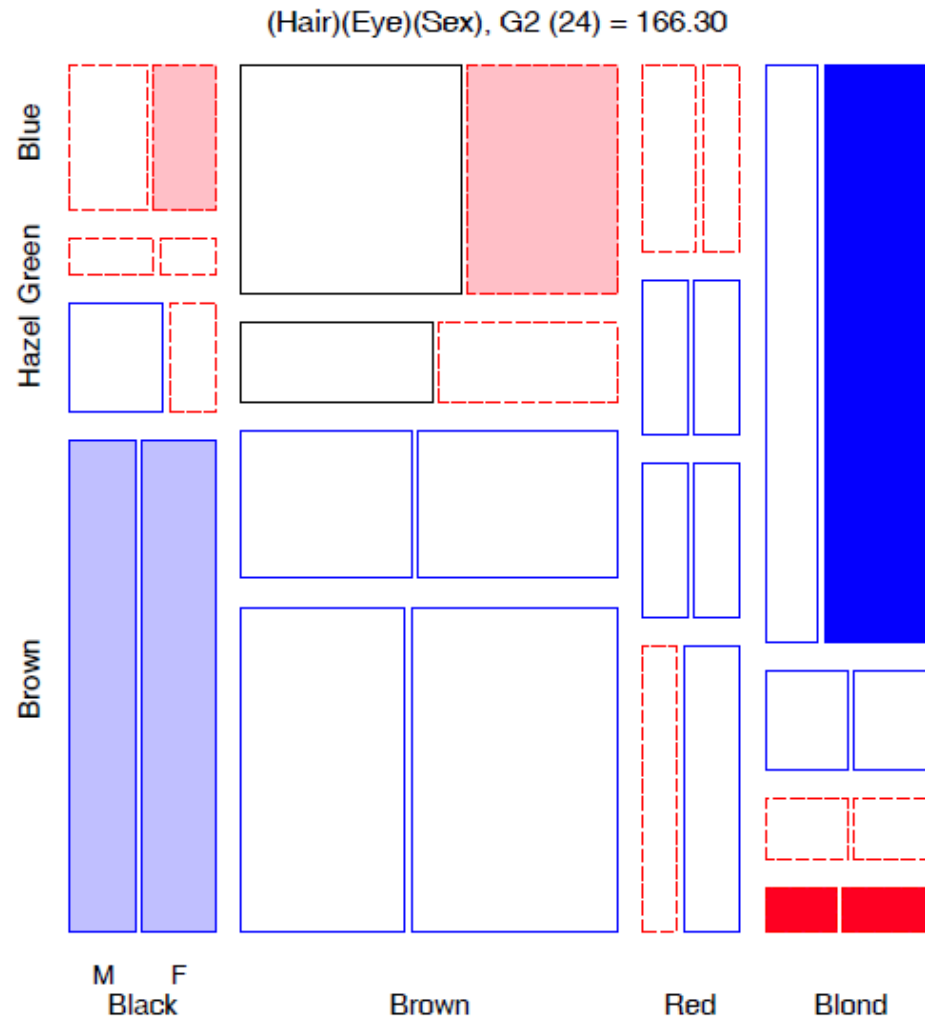 (Hair)(Eye)(Sex), G2 (24) = 166.30
Blue
Green
Hazel
Brown
M F
Black Brown Red Blond